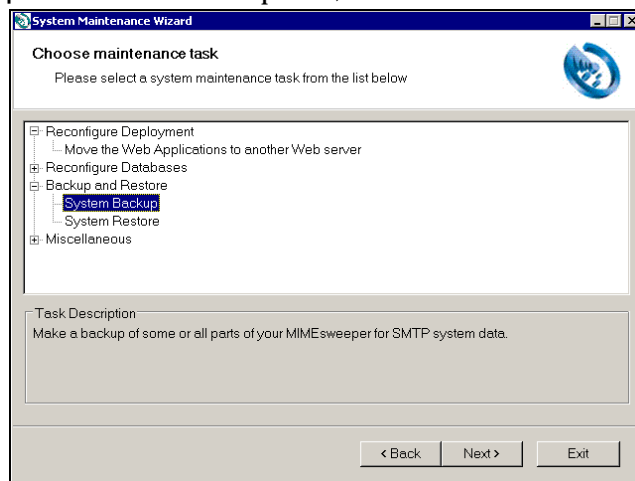 System Maintenance Wizard
Choose maintenance task
Please select a system maintenance task from the list below
Reconfigure Deployment
Move the Web Applications to another Web server
Reconfigure Databases
Backup and Restore
System Backup
System Restore
Miscellaneous
Task Description
Make a backup of some or all parts of your MIMEsweeper for SMTP system data.
< Back
Next >
Exit